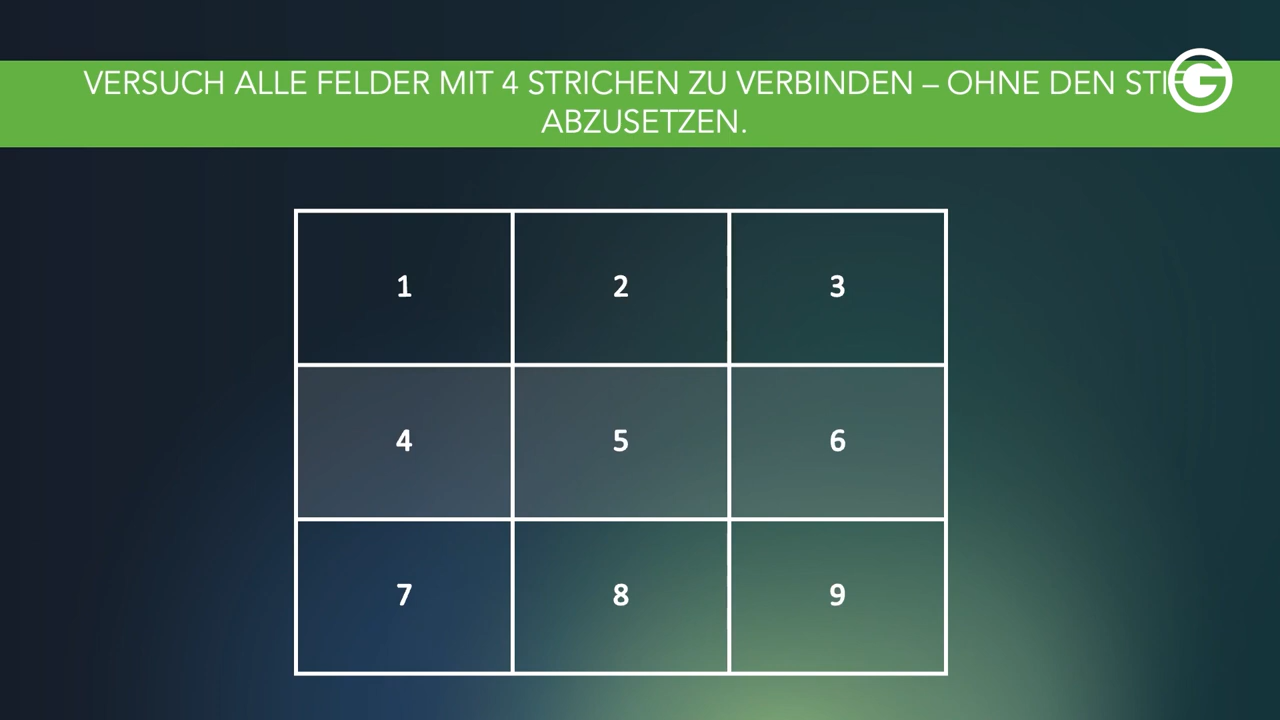 VERSUCH ALLE FELDER MIT 4 STRICHEN ZU VERBINDEN – OHNE DEN
ABZUSETZEN.
1 2 3
4 5 6
7 8 9